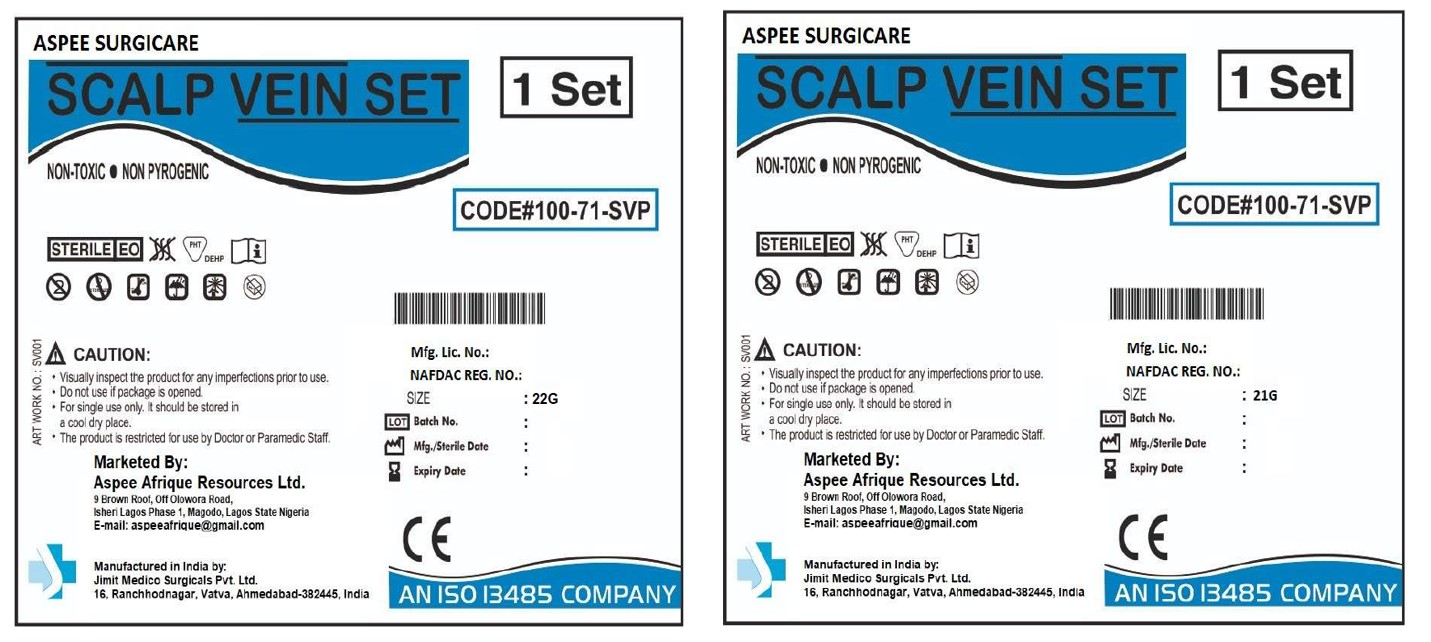 ASPEE SURGICARE
SCALP VEIN SET
1 Set
NON-TOXIC ● NON PYROGENIC
CODE#100-71-SVP
STERILE EO
PHT
DEHP
i
2
ART WORK NO.: SV001
CAUTION:
• Visually inspect the product for any imperfections prior to use.
• Do not use if package is opened.
• For single use only. It should be stored in
a cool dry place.
• The product is restricted for use by Doctor or Paramedic Staff.
Mfg. Lic. No.:
NAFDAC REG. NO.:
SIZE : 22G
LOT Batch No. :
Mfg./Sterile Date :
Expiry Date :
Marketed By:
Aspee Afrique Resources Ltd.
9 Brown Roof, Off Olowora Road,
Isheri Lagos Phase 1, Magodo, Lagos State Nigeria
E-mail: aspeeafrique@gmail.com
CE
Manufactured in India by:
Jimit Medico Surgicals Pvt. Ltd.
16, Ranchhodnagar, Vatva, Ahmedabad-382445, India
AN ISO 13485 COMPANY
ASPEE SURGICARE
SCALP VEIN SET
1 Set
NON-TOXIC ● NON PYROGENIC
CODE#100-71-SVP
STERILE EO
PHT
DEHP
i
2
ART WORK NO.: SV001
CAUTION:
• Visually inspect the product for any imperfections prior to use.
• Do not use if package is opened.
• For single use only. It should be stored in
a cool dry place.
• The product is restricted for use by Doctor or Paramedic Staff.
Mfg. Lic. No.:
NAFDAC REG. NO.:
SIZE : 21G
LOT Batch No. :
Mfg./Sterile Date :
Expiry Date :
Marketed By:
Aspee Afrique Resources Ltd.
9 Brown Roof, Off Olowora Road,
Isheri Lagos Phase 1, Magodo, Lagos State Nigeria
E-mail: aspeeafrique@gmail.com
CE
Manufactured in India by:
Jimit Medico Surgicals Pvt. Ltd.
16, Ranchhodnagar, Vatva, Ahmedabad-382445, India
AN ISO 13485 COMPANY